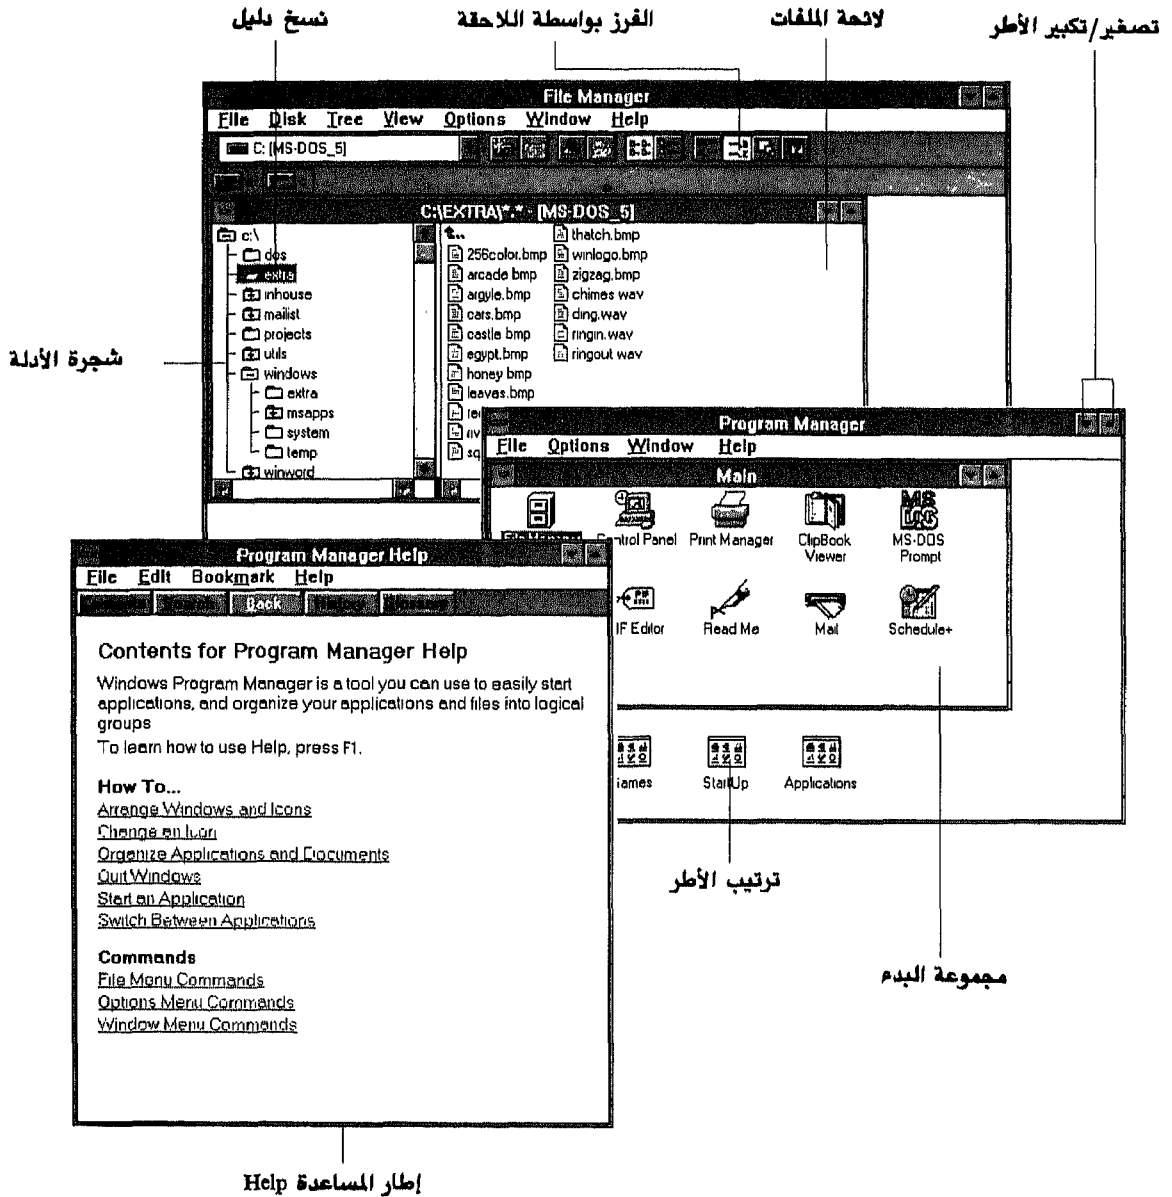 تصغير/تكبير الأطر
لائحة الملفات
الفرز بواسطة اللاحقة
نسخ دليل
File Manager
File Disk Tree View Options Window Help
C: [MS-DOS_5]
C:\EXTRA\*.* - [MS-DOS_5]
c:\
dos
extra
inhouse
mailist
projects
utils
windows
extra
msapps
system
temp
winword
شجرة الأدلة
256color.bmp
arcade bmp
argyle.bmp
cars.bmp
castle bmp
egypt.bmp
honey bmp
leaves.bmp
thatch.bmp
winlogo.bmp
zigzag.bmp
chimes wav
ding.wav
ringin.wav
ringout wav
Program Manager
File Options Window Help
Main
Control Panel
Print Manager
ClipBook
Viewer
MS-DOS
Prompt
IF Editor
Read Me
Mail
Schedule+
StartUp
Applications
ترتيب الأطر
مجموعة البدء
Program Manager Help
File Edit Bookmark Help
Back
Contents for Program Manager Help
Windows Program Manager is a tool you can use to easily start
applications, and organize your applications and files into logical
groups
To learn how to use Help, press F1.
How To...
Arrange Windows and Icons
Change an Icon
Organize Applications and Documents
Quit Windows
Start an Application
Switch Between Applications
Commands
File Menu Commands
Options Menu Commands
Window Menu Commands
إطار المساعدة Help